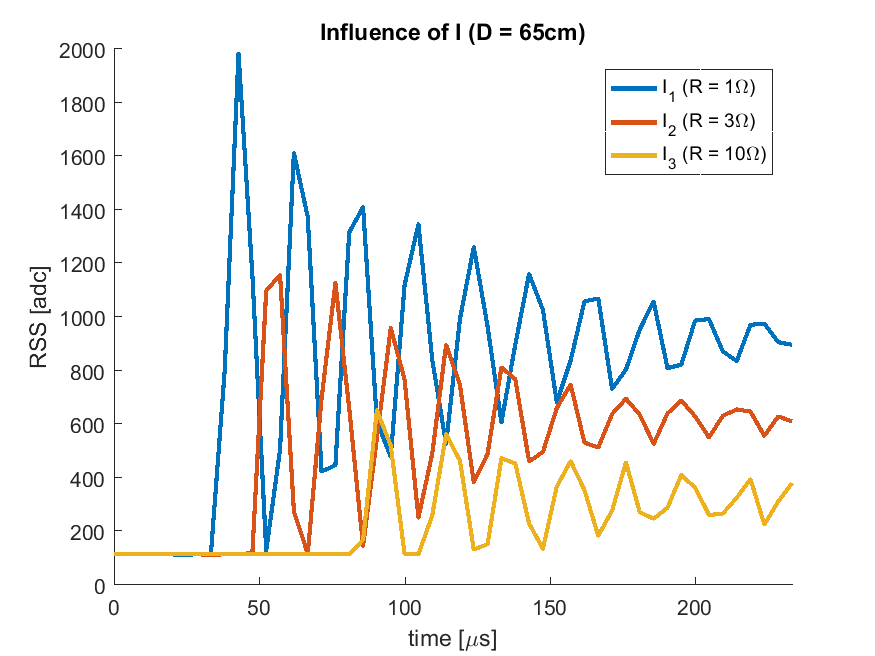 Influence of I (D = 65cm)
2000
1800
1600
1400
1200
1000
800
600
400
200
0
RSS [adc]
I₁ (R = 1Ω)
I₂ (R = 3Ω)
I₃ (R = 10Ω)
0 50 100 150 200
time [μs]